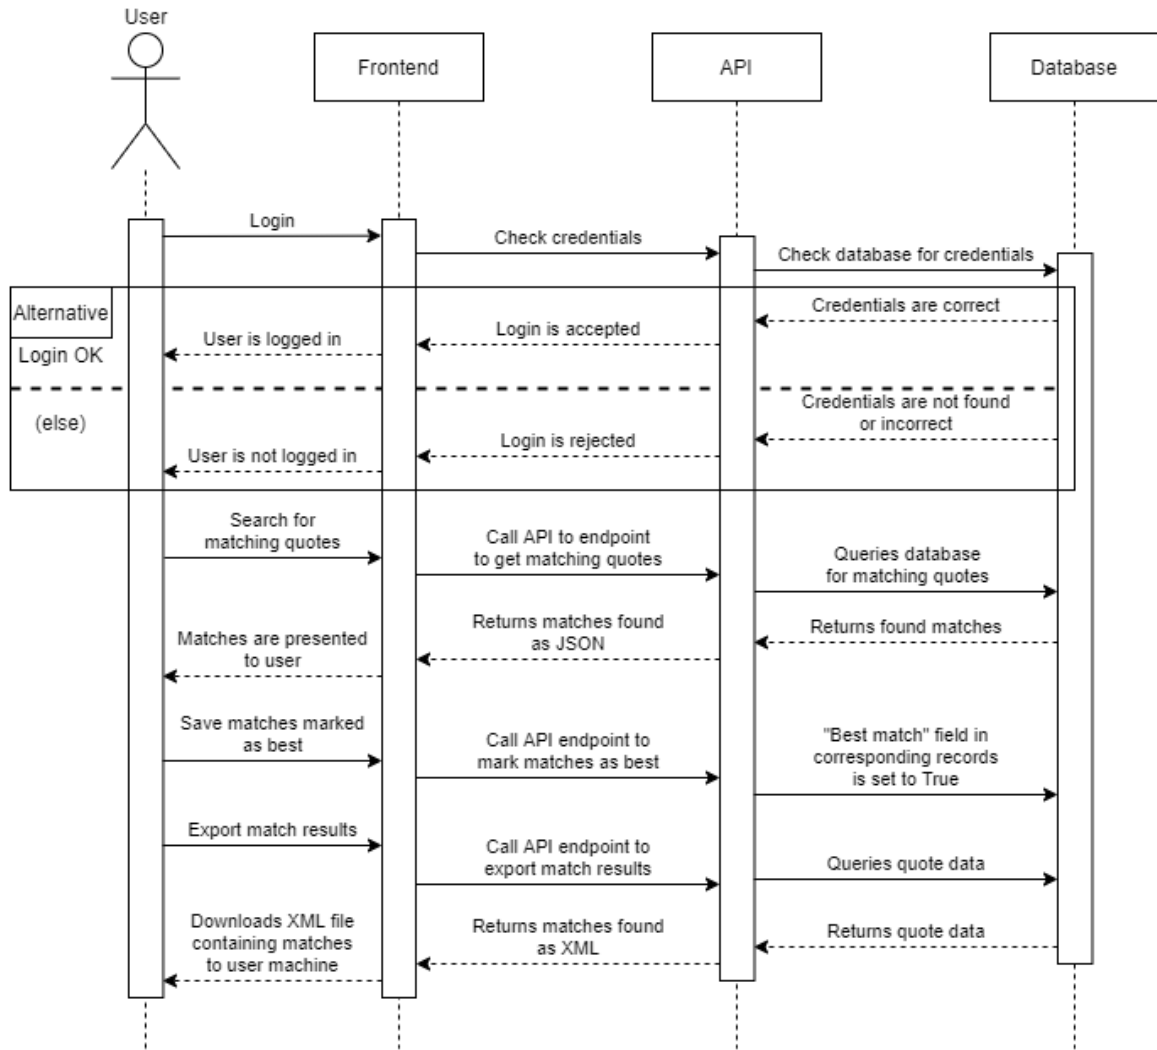 User
Frontend
API
Database
Login
Check credentials
Check database for credentials
Alternative
Credentials are correct
Login is accepted
User is logged in
Login OK
Credentials are not found
or incorrect
(else)
Login is rejected
User is not logged in
Search for
matching quotes
Call API to endpoint
to get matching quotes
Queries database
for matching quotes
Returns found matches
Returns matches found
as JSON
Matches are presented
to user
Save matches marked
as best
Call API endpoint to
mark matches as best
"Best match" field in
corresponding records
is set to True
Export match results
Call API endpoint to
export match results
Queries quote data
Returns quote data
Returns matches found
as XML
Downloads XML file
containing matches
to user machine